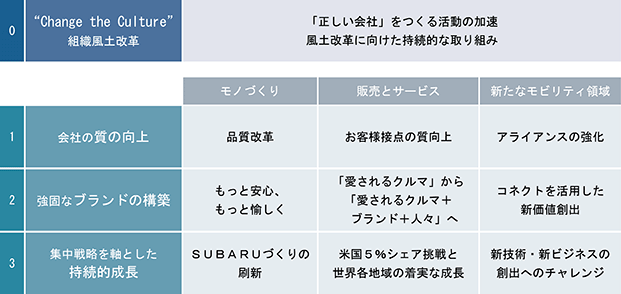 0
“Change the Culture”
組織風土改革
「正しい会社」をつくる活動の加速
風土改革に向けた持続的な取り組み
モノづくり
販売とサービス
新たなモビリティ領域
1
会社の質の向上
品質改革
お客様接点の質向上
アライアンスの強化
2
強固なブランドの構築
もっと安心、
もっと愉しく
「愛されるクルマ」から
「愛されるクルマ＋
ブランド＋人々」へ
コネクトを活用した
新価値創出
3
集中戦略を軸とした
持続的成長
ＳＵＢＡＲＵづくりの
刷新
米国５％シェア挑戦と
世界各地域の着実な成長
新技術・新ビジネスの
創出へのチャレンジ